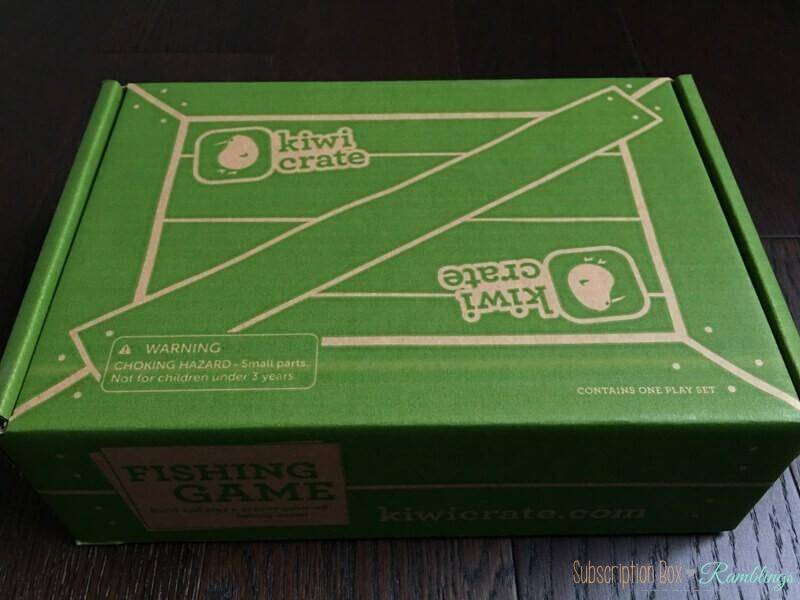 kiwi
crate
kiwi
crate
WARNING
CHOKING HAZARD - Small parts.
Not for children under 3 years.
CONTAINS ONE PLAY SET
FISHING
GAME
kiwicrate.com
Subscription Box Ramblings